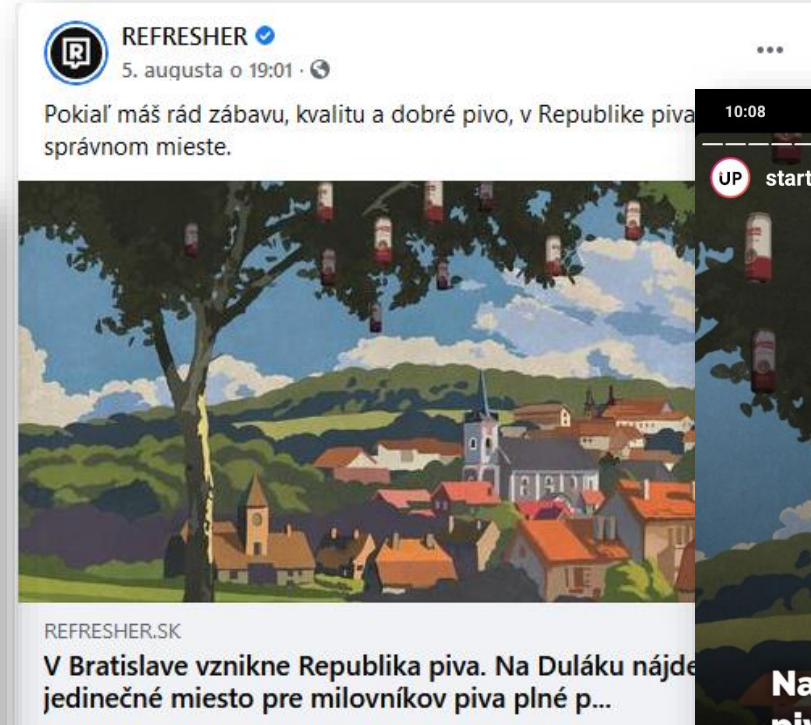 REFRESHER
5. augusta o 19:01
Pokiaľ máš rád zábavu, kvalitu a dobré pivo, v Republike piva
správnom mieste.
10:08
UP start
REFRESHER.SK
V Bratislave vznikne Republika piva. Na Duláku nájde
jedinečné miesto pre milovníkov piva plné p...
Na